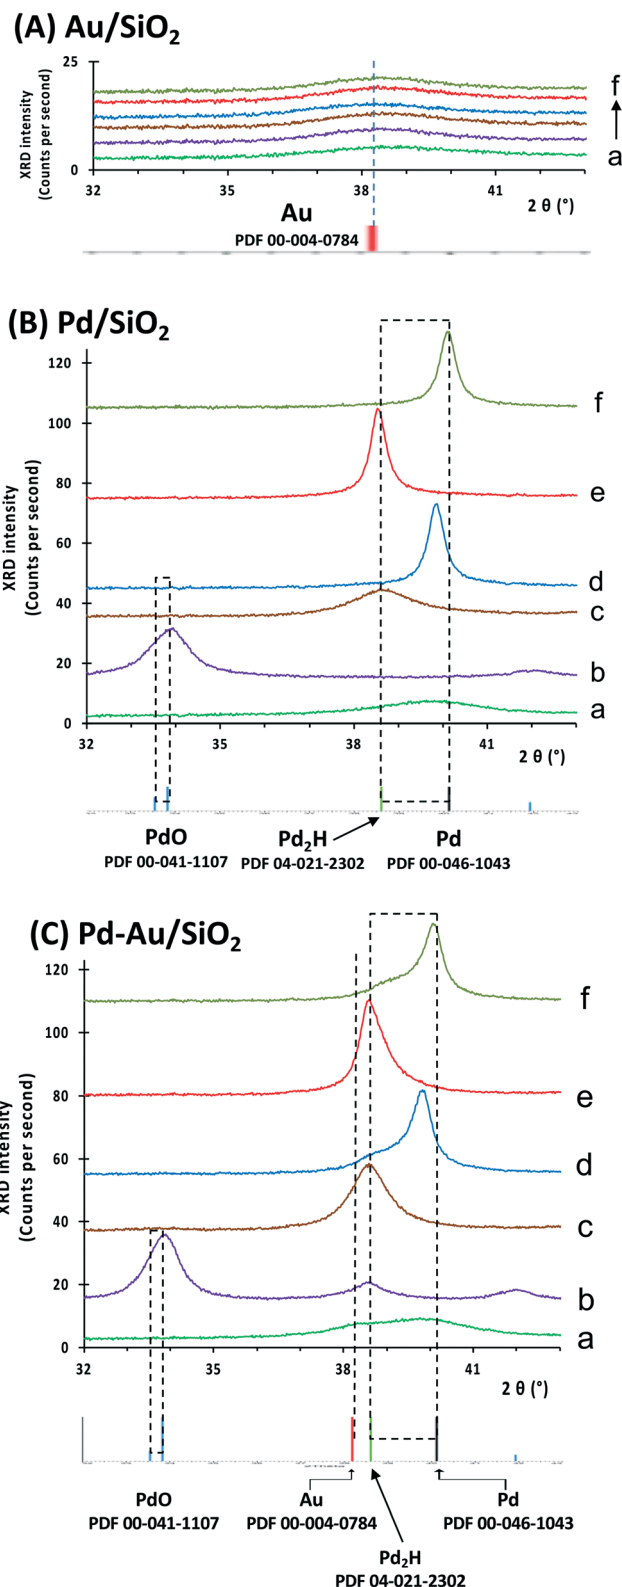 (A) Au/SiO₂
XRD intensity
(Counts per second)
25
0
32 35 38 41
2 θ (°)
f
a
Au
PDF 00-004-0784
(B) Pd/SiO₂
XRD intensity
(Counts per second)
120
100
80
60
40
20
0
f
e
d
c
b
a
32 35 38 41
2 θ (°)
PdO
PDF 00-041-1107
Pd₂H
PDF 04-021-2302
Pd
PDF 00-046-1043
(C) Pd-Au/SiO₂
XRD intensity
(Counts per second)
120
100
80
60
40
20
0
f
e
d
c
b
a
32 35 38 41
2 θ (°)
PdO
PDF 00-041-1107
Au
PDF 00-004-0784
Pd
PDF 00-046-1043
Pd₂H
PDF 04-021-2302